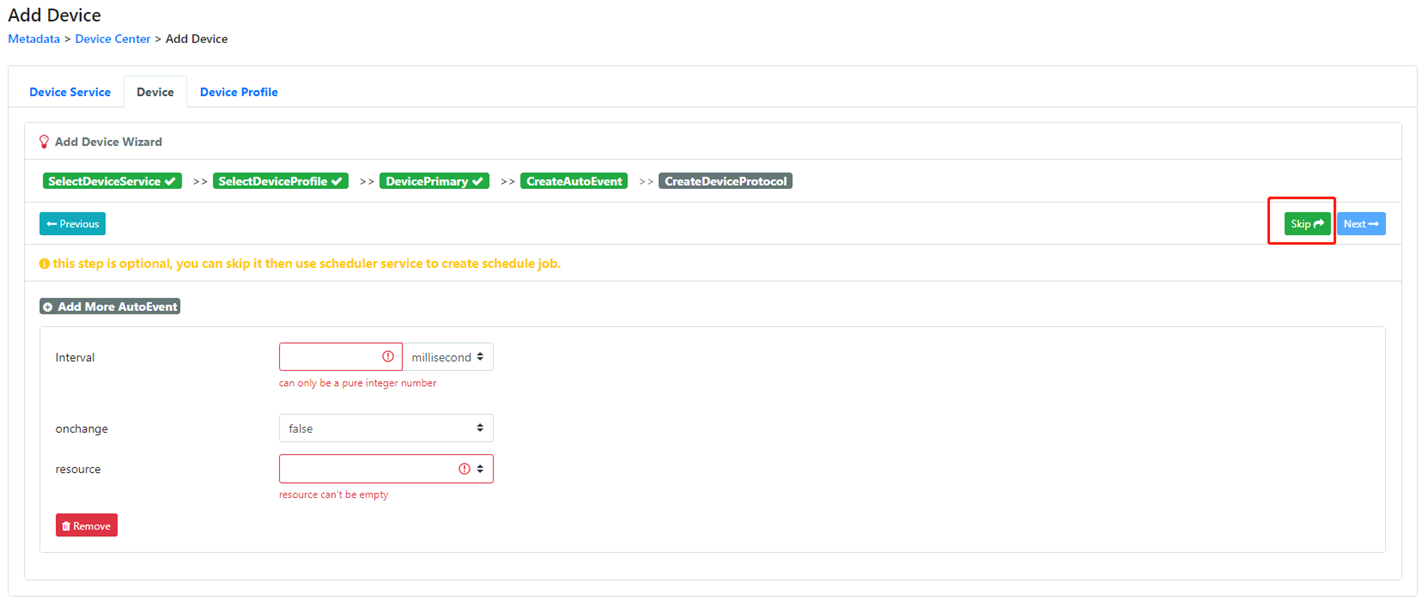 Add Device
Metadata > Device Center > Add Device
Device Service Device Device Profile
Add Device Wizard
SelectDeviceService >> SelectDeviceProfile >> DevicePrimary >> CreateAutoEvent >> CreateDeviceProtocol
Previous Skip Next
this step is optional, you can skip it then use scheduler service to create schedule job.
Add More AutoEvent
Interval millisecond
can only be a pure integer number
onchange false
resource
resource can't be empty
Remove